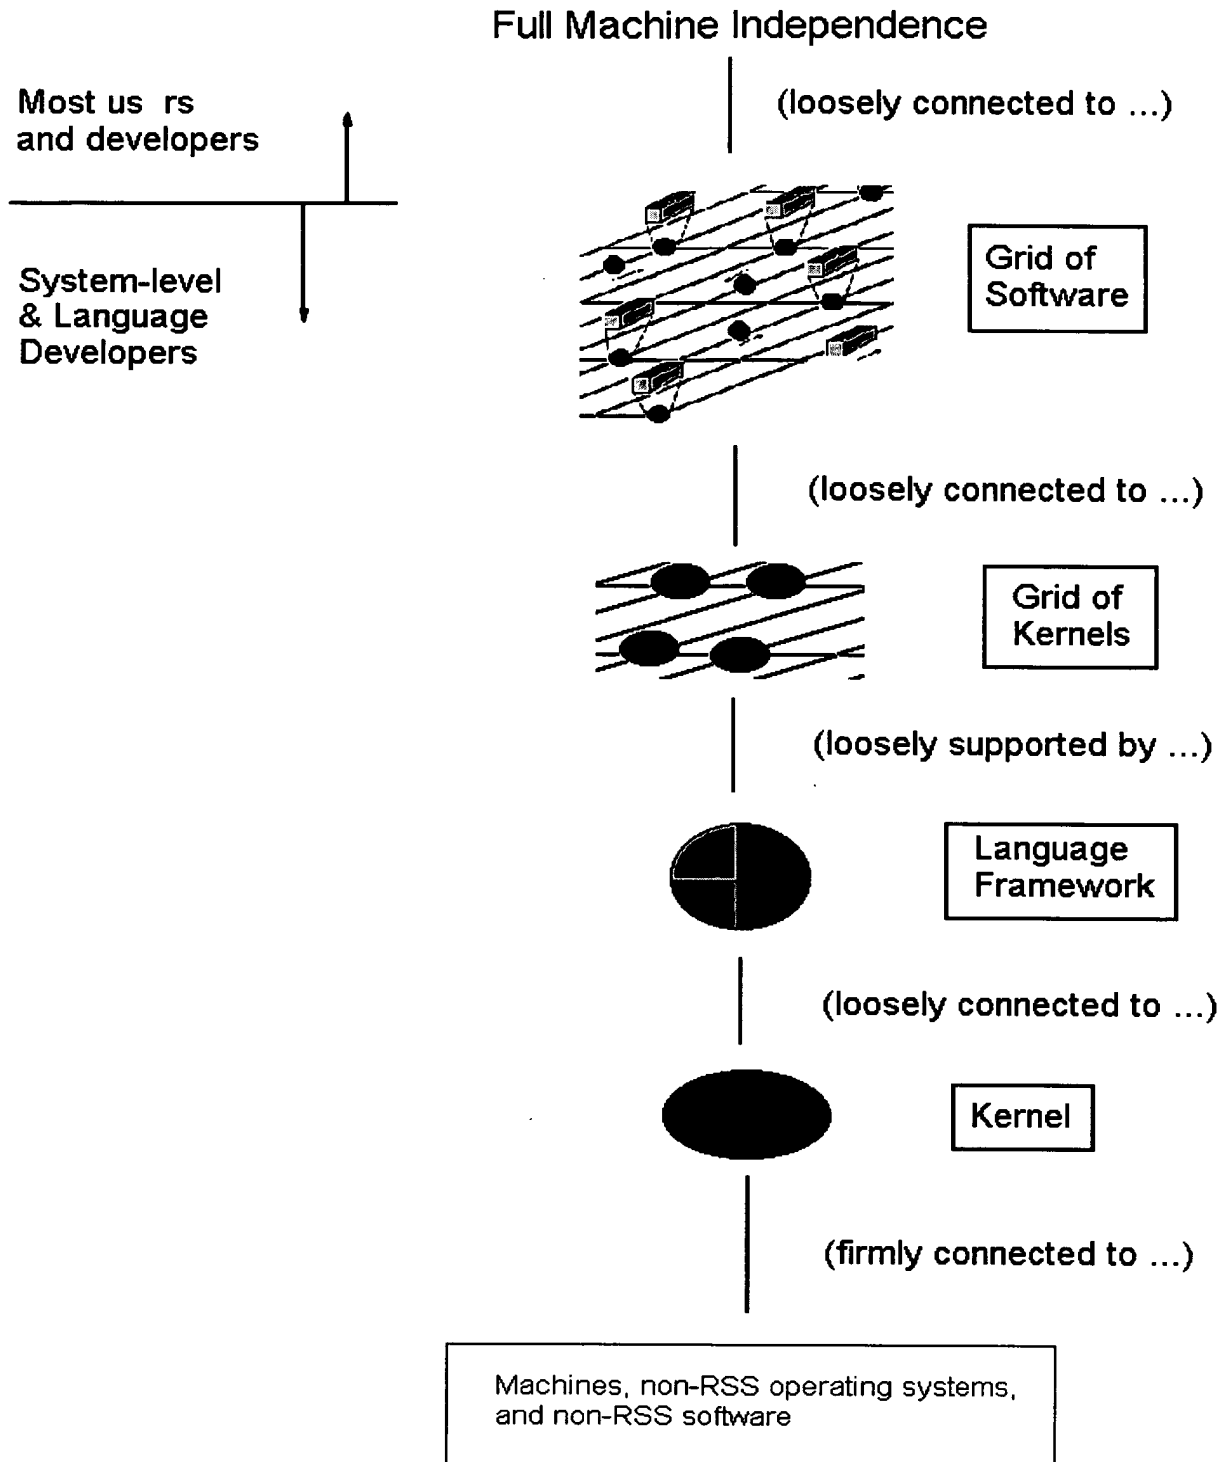 Full Machine Independence
(loosely connected to ...)
Most us rs
and developers
System-level
& Language
Developers
Grid of
Software
(loosely connected to ...)
Grid of
Kernels
(loosely supported by ...)
Language
Framework
(loosely connected to ...)
Kernel
(firmly connected to ...)
Machines, non-RSS operating systems,
and non-RSS software